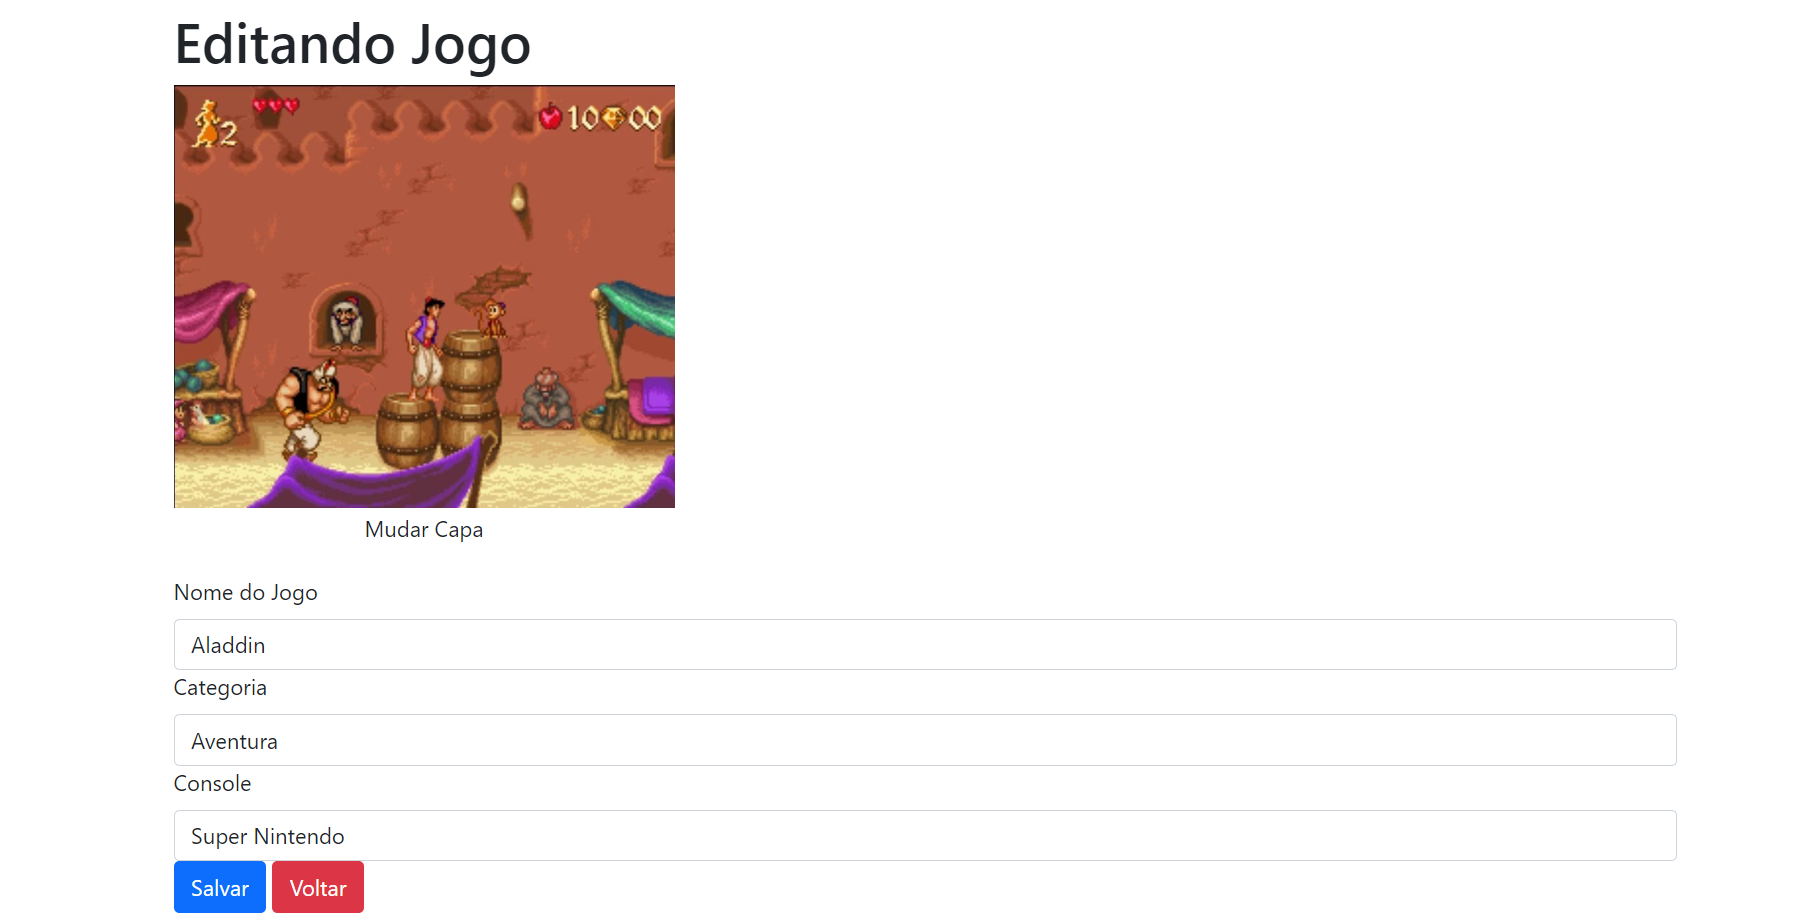 Editando Jogo
2
10 00
Mudar Capa
Nome do Jogo
Aladdin
Categoria
Aventura
Console
Super Nintendo
Salvar Voltar